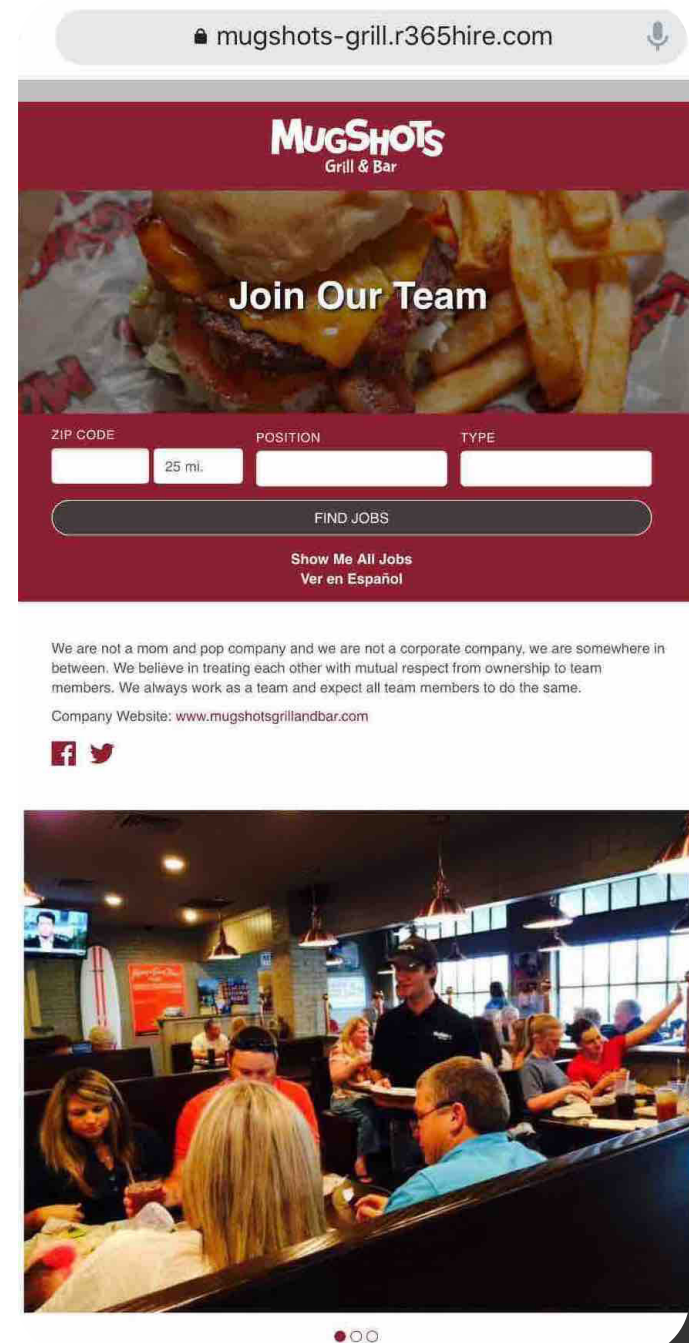 mugshots-grill.r365hire.com
MUGSHOTS
Grill & Bar
Join Our Team
ZIP CODE
POSITION
TYPE
25 mi.
FIND JOBS
Show Me All Jobs
Ver en Español
We are not a mom and pop company and we are not a corporate company, we are somewhere in
between. We believe in treating each other with mutual respect from ownership to team
members. We always work as a team and expect all team members to do the same.
Company Website: www.mugshotsgrillandbar.com